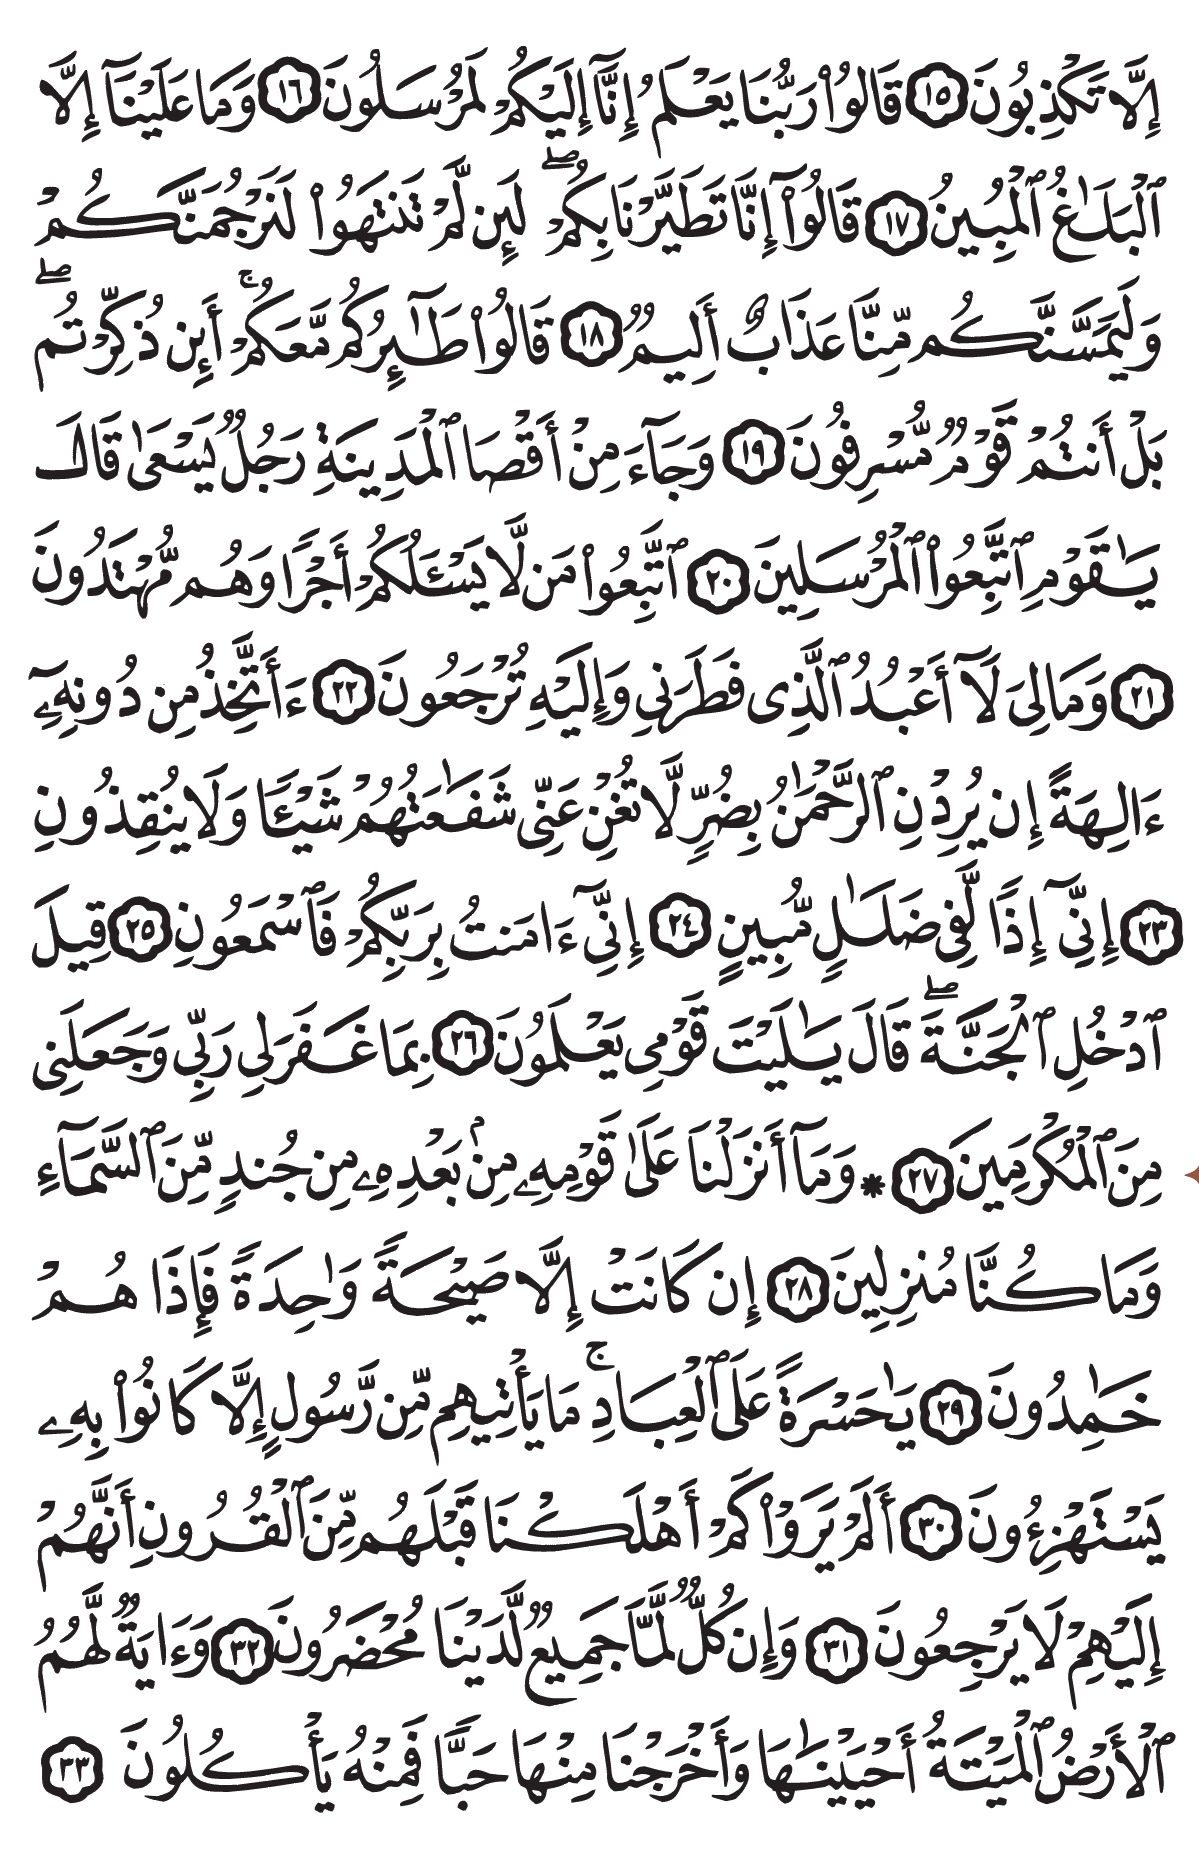 إِلَّا تَكْذِبُونَ ١٥ قَالُوا۟ رَبُّنَا يَعْلَمُ إِنَّآ إِلَيْكُمْ لَمُرْسَلُونَ ١٦ وَمَا عَلَيْنَآ إِلَّا
ٱلْبَلَـٰغُ ٱلْمُبِينُ ١٧ قَالُوٓا۟ إِنَّا تَطَيَّرْنَا بِكُمْ ۖ لَئِن لَّمْ تَنتَهُوا۟ لَنَرْجُمَنَّكُمْ
وَلَيَمَسَّنَّكُم مِّنَّا عَذَابٌ أَلِيمٌ ١٨ قَالُوا۟ طَـٰٓئِرُكُم مَّعَكُمْ ۚ أَئِن ذُكِّرْتُم ۖ
بَلْ أَنتُمْ قَوْمٌ مُّسْرِفُونَ ١٩ وَجَآءَ مِنْ أَقْصَا ٱلْمَدِينَةِ رَجُلٌ يَسْعَىٰ قَالَ
يَـٰقَوْمِ ٱتَّبِعُوا۟ ٱلْمُرْسَلِينَ ٢٠ ٱتَّبِعُوا۟ مَن لَّا يَسْـَٔلُكُمْ أَجْرًا وَهُم مُّهْتَدُونَ
٢١ وَمَا لِىَ لَآ أَعْبُدُ ٱلَّذِى فَطَرَنِى وَإِلَيْهِ تُرْجَعُونَ ٢٢ ءَأَتَّخِذُ مِن دُونِهِۦٓ
ءَالِهَةً إِن يُرِدْنِ ٱلرَّحْمَـٰنُ بِضُرٍّ لَّا تُغْنِ عَنِّى شَفَـٰعَتُهُمْ شَيْـًٔا وَلَا يُنقِذُونِ
٢٣ إِنِّىٓ إِذًا لَّفِى ضَلَـٰلٍ مُّبِينٍ ٢٤ إِنِّىٓ ءَامَنتُ بِرَبِّكُمْ فَٱسْمَعُونِ ٢٥ قِيلَ
ٱدْخُلِ ٱلْجَنَّةَ ۖ قَالَ يَـٰلَيْتَ قَوْمِى يَعْلَمُونَ ٢٦ بِمَا غَفَرَ لِى رَبِّى وَجَعَلَنِى
مِنَ ٱلْمُكْرَمِينَ ٢٧ * وَمَآ أَنزَلْنَا عَلَىٰ قَوْمِهِۦ مِنۢ بَعْدِهِۦ مِن جُندٍ مِّنَ ٱلسَّمَآءِ
وَمَا كُنَّا مُنزِلِينَ ٢٨ إِن كَانَتْ إِلَّا صَيْحَةً وَٰحِدَةً فَإِذَا هُمْ
خَـٰمِدُونَ ٢٩ يَـٰحَسْرَةً عَلَى ٱلْعِبَادِ ۚ مَا يَأْتِيهِم مِّن رَّسُولٍ إِلَّا كَانُوا۟ بِهِۦ
يَسْتَهْزِءُونَ ٣٠ أَلَمْ يَرَوْا۟ كَمْ أَهْلَكْنَا قَبْلَهُم مِّنَ ٱلْقُرُونِ أَنَّهُمْ
إِلَيْهِمْ لَا يَرْجِعُونَ ٣١ وَإِن كُلٌّ لَّمَّا جَمِيعٌ لَّدَيْنَا مُحْضَرُونَ ٣٢ وَءَايَةٌ لَّهُمُ
ٱلْأَرْضُ ٱلْمَيْتَةُ أَحْيَيْنَـٰهَا وَأَخْرَجْنَا مِنْهَا حَبًّا فَمِنْهُ يَأْكُلُونَ ٣٣